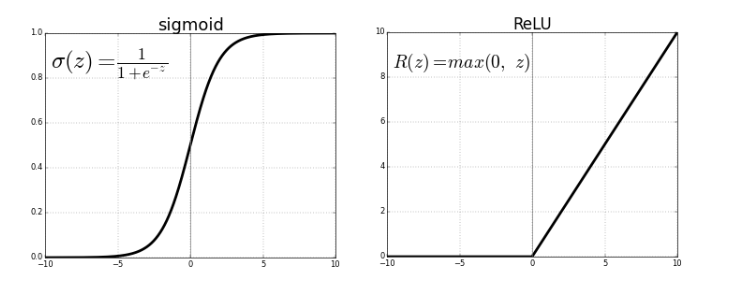 sigmoid
σ(z) = 1/(1+e^{-z})
1.0
0.8
0.6
0.4
0.2
0.0
−10 −5 0 5 10
ReLU
R(z) = max(0, z)
10
8
6
4
2
0
−10 −5 0 5 10